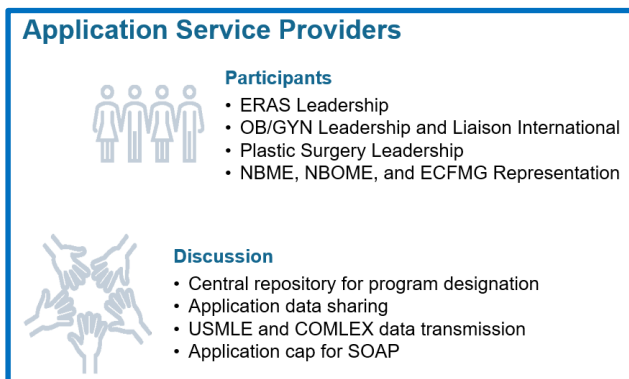 Application Service Providers
Participants
• ERAS Leadership
• OB/GYN Leadership and Liaison International
• Plastic Surgery Leadership
• NBME, NBOME, and ECFMG Representation
Discussion
• Central repository for program designation
• Application data sharing
• USMLE and COMLEX data transmission
• Application cap for SOAP